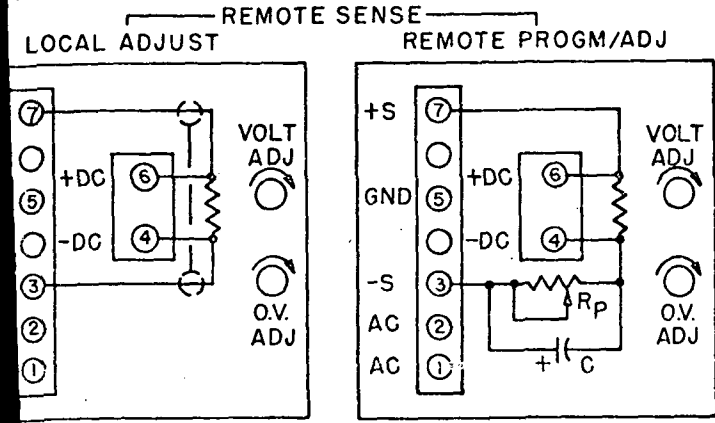 REMOTE SENSE
LOCAL ADJUST
7
5
3
2
1
+DC
6
-DC
4
VOLT
ADJ
O.V.
ADJ
REMOTE PROGM/ADJ
+S
7
GND
5
-S
3
AC
2
AC
1
+DC
6
-DC
4
RP
+
C
VOLT
ADJ
O.V.
ADJ